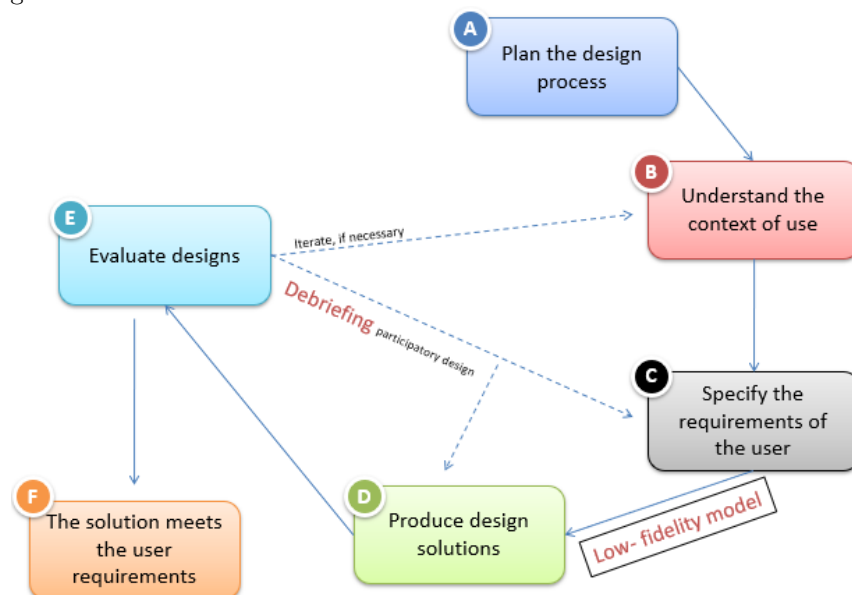 A
Plan the design
process
B
Understand the
context of use
E
Evaluate designs
Iterate, if necessary
Debriefing participatory design
C
Specify the
requirements of
the user
Low- fidelity model
D
Produce design
solutions
F
The solution meets
the user
requirements